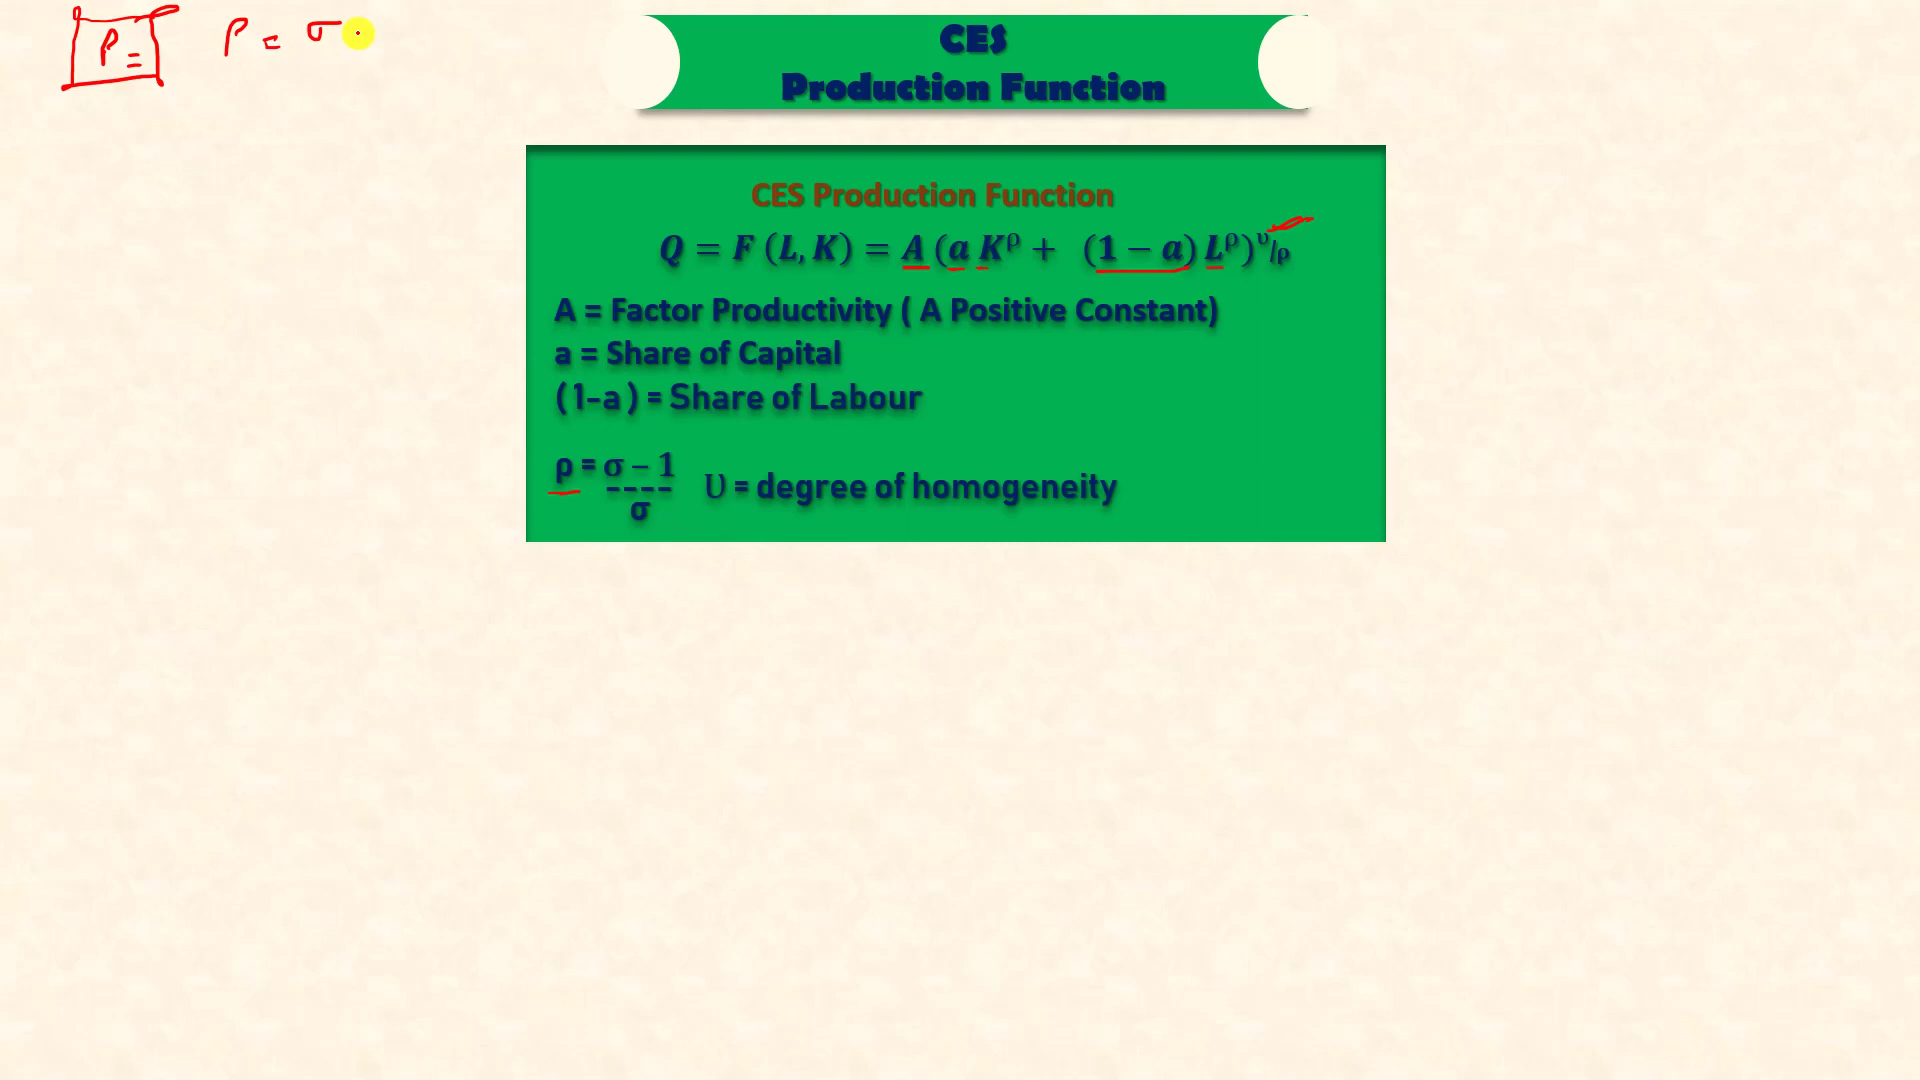 ρ =
ρ = σ
CES
Production Function
CES Production Function
Q = F (L, K) = A (a K^ρ + (1 − a) L^ρ)^υ/ρ
A = Factor Productivity ( A Positive Constant)
a = Share of Capital
(1-a ) = Share of Labour
ρ = σ – 1
----
σ
υ = degree of homogeneity